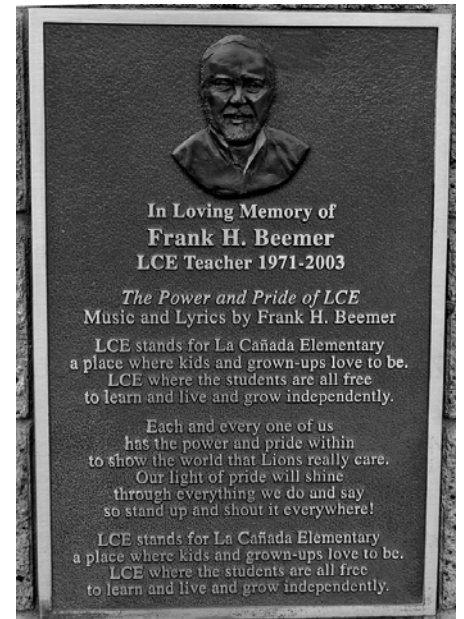 In Loving Memory of
Frank H. Beemer
LCE Teacher 1971-2003
The Power and Pride of LCE
Music and Lyrics by Frank H. Beemer
LCE stands for La Cañada Elementary
a place where kids and grown-ups love to be.
LCE where the students are all free
to learn and live and grow independently.
Each and every one of us
has the power and pride within
to show the world that Lions really care.
Our light of pride will shine
through everything we do and say
so stand up and shout it everywhere!
LCE stands for La Cañada Elementary
a place where kids and grown-ups love to be.
LCE where the students are all free
to learn and live and grow independently.